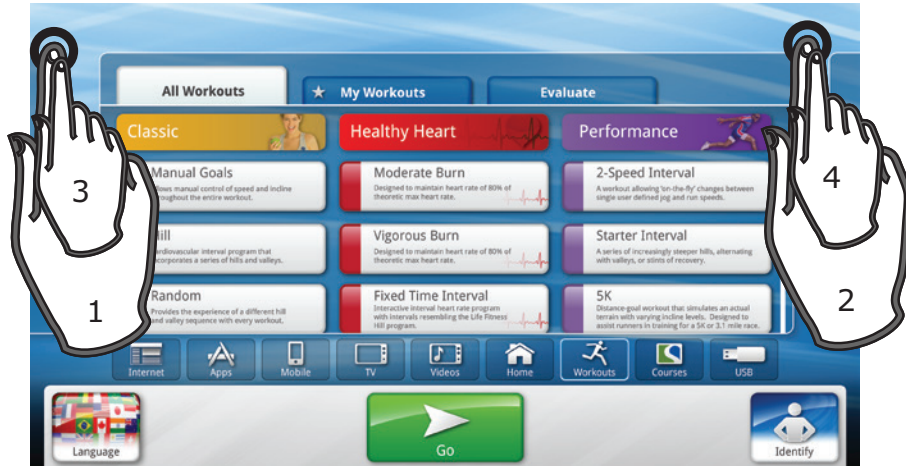 All Workouts
★ My Workouts
Evaluate
Classic
Healthy Heart
Performance
Manual Goals
manual control of speed and incline
throughout the entire workout.
Moderate Burn
Designed to maintain heart rate of 80% of
theoretic max heart rate.
2-Speed Interval
A workout allowing 'on-the-fly' changes between
single user defined jog and run speeds.
3
4
Hill
cardiovascular interval program that
incorporates a series of hills and valleys.
Vigorous Burn
Designed to maintain heart rate of 80% of
theoretic max heart rate.
Starter Interval
A series of increasingly steeper hills, alternating
with valleys, or stints of recovery.
1
2
Random
Provides the experience of a different hill
and valley sequence with every workout.
Fixed Time Interval
Interactive interval heart rate program
with intervals resembling the Life Fitness
Hill program.
5K
Distance-goal workout that simulates an actual
terrain with varying incline levels. Designed to
assist runners in training for a 5K or 3.1 mile race.
Internet
Apps
Mobile
TV
Videos
Home
Workouts
Courses
USB
Language
Go
Identify